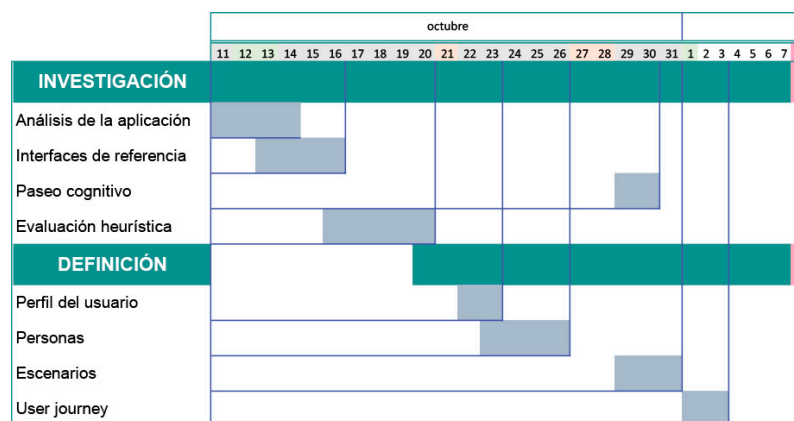 octubre
11 12 13 14 15 16 17 18 19 20 21 22 23 24 25 26 27 28 29 30 31 1 2 3 4 5 6 7
INVESTIGACIÓN
Análisis de la aplicación
Interfaces de referencia
Paseo cognitivo
Evaluación heurística
DEFINICIÓN
Perfil del usuario
Personas
Escenarios
User journey